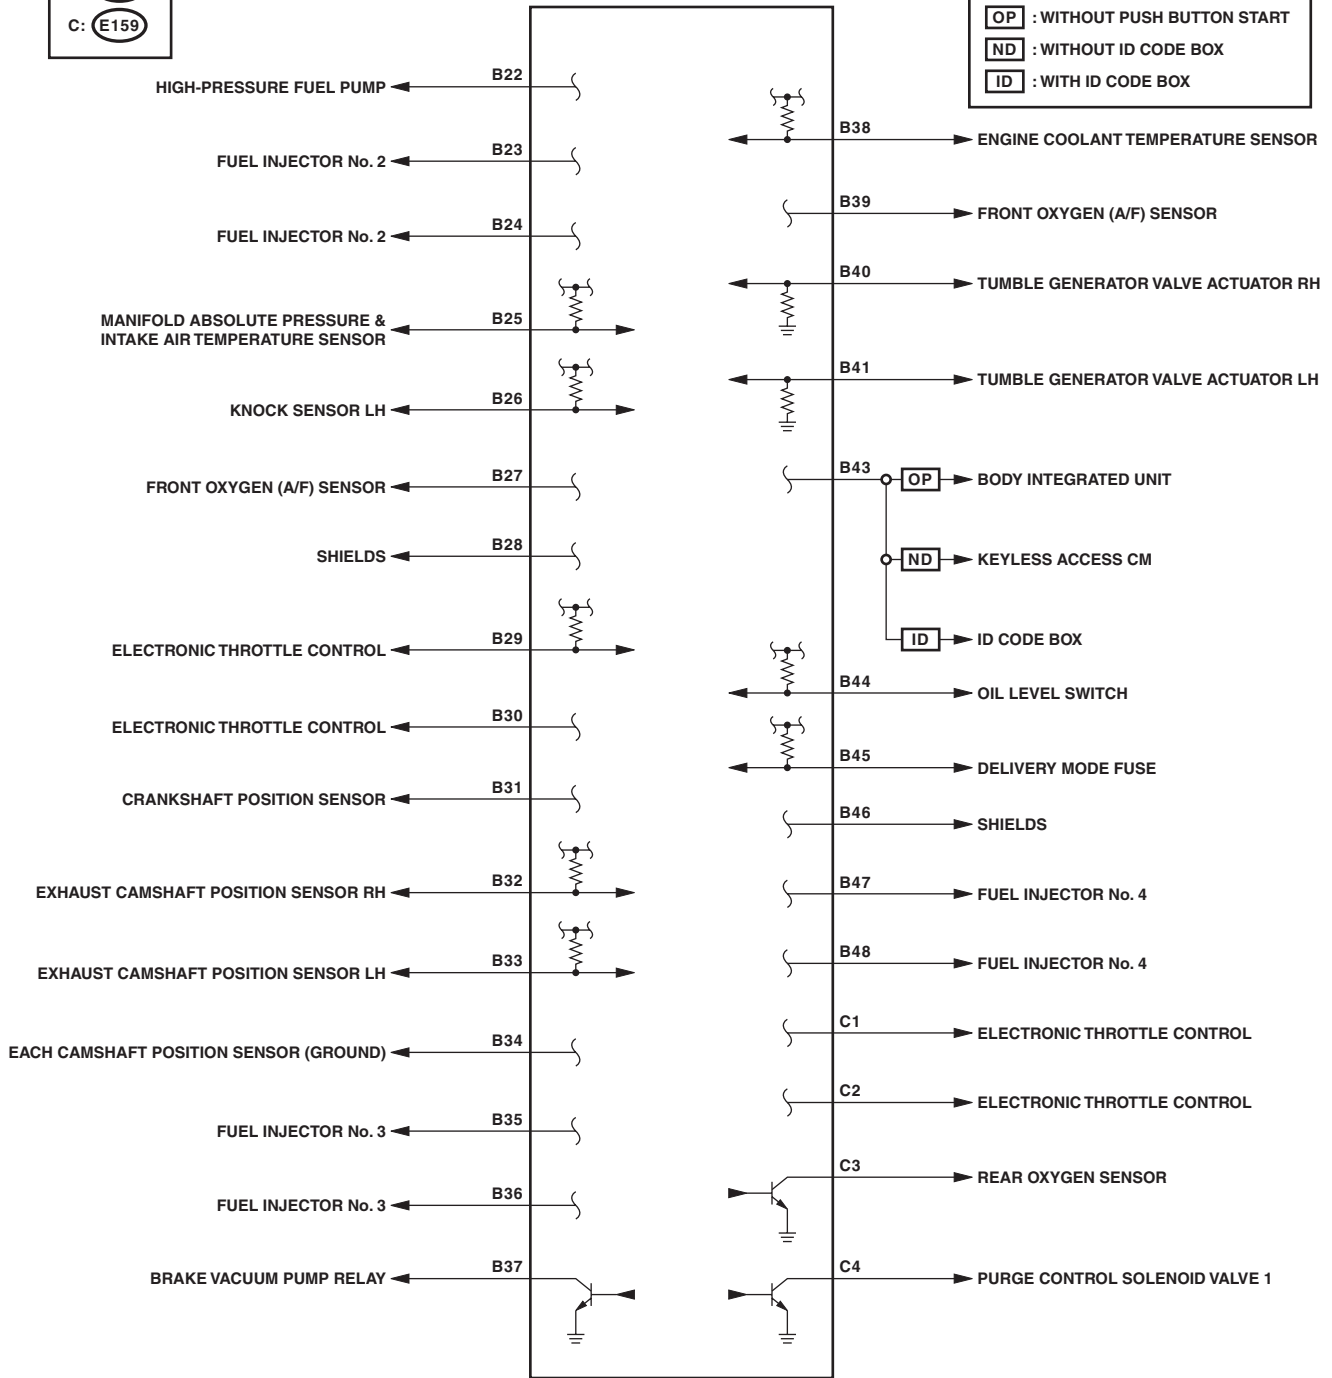 C: E159
OP : WITHOUT PUSH BUTTON START
ND : WITHOUT ID CODE BOX
ID : WITH ID CODE BOX
HIGH-PRESSURE FUEL PUMP B22
FUEL INJECTOR No. 2 B23
FUEL INJECTOR No. 2 B24
MANIFOLD ABSOLUTE PRESSURE &
INTAKE AIR TEMPERATURE SENSOR B25
KNOCK SENSOR LH B26
FRONT OXYGEN (A/F) SENSOR B27
SHIELDS B28
ELECTRONIC THROTTLE CONTROL B29
ELECTRONIC THROTTLE CONTROL B30
CRANKSHAFT POSITION SENSOR B31
EXHAUST CAMSHAFT POSITION SENSOR RH B32
EXHAUST CAMSHAFT POSITION SENSOR LH B33
EACH CAMSHAFT POSITION SENSOR (GROUND) B34
FUEL INJECTOR No. 3 B35
FUEL INJECTOR No. 3 B36
BRAKE VACUUM PUMP RELAY B37
B38 ENGINE COOLANT TEMPERATURE SENSOR
B39 FRONT OXYGEN (A/F) SENSOR
B40 TUMBLE GENERATOR VALVE ACTUATOR RH
B41 TUMBLE GENERATOR VALVE ACTUATOR LH
B43 OP BODY INTEGRATED UNIT
ND KEYLESS ACCESS CM
ID ID CODE BOX
B44 OIL LEVEL SWITCH
B45 DELIVERY MODE FUSE
B46 SHIELDS
B47 FUEL INJECTOR No. 4
B48 FUEL INJECTOR No. 4
C1 ELECTRONIC THROTTLE CONTROL
C2 ELECTRONIC THROTTLE CONTROL
C3 REAR OXYGEN SENSOR
C4 PURGE CONTROL SOLENOID VALVE 1